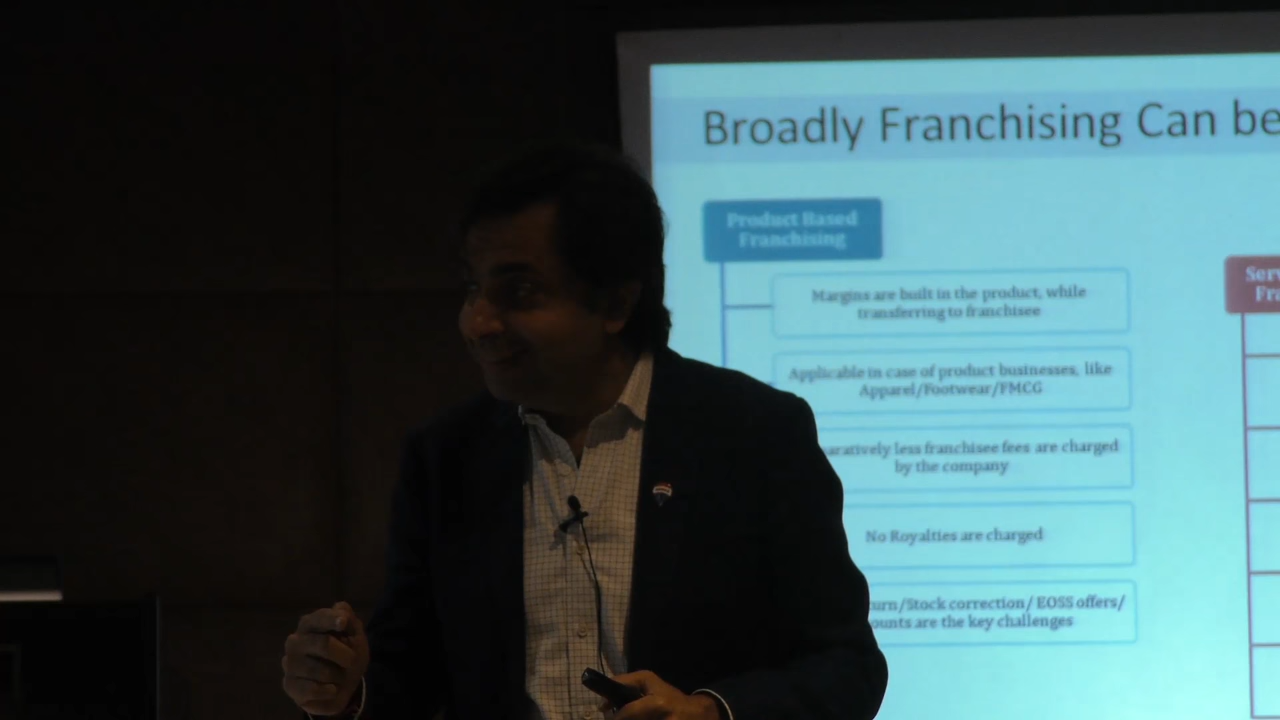 Broadly Franchising Can be
Product Based
Franchising
Margins are built in the product, while
transferring to franchisee
Applicable in case of product businesses, like
Apparel/Footwear/FMCG
less franchisee fees are charged
by the company
No Royalties are charged
/Stock correction/ EOSS offers/
are the key challenges